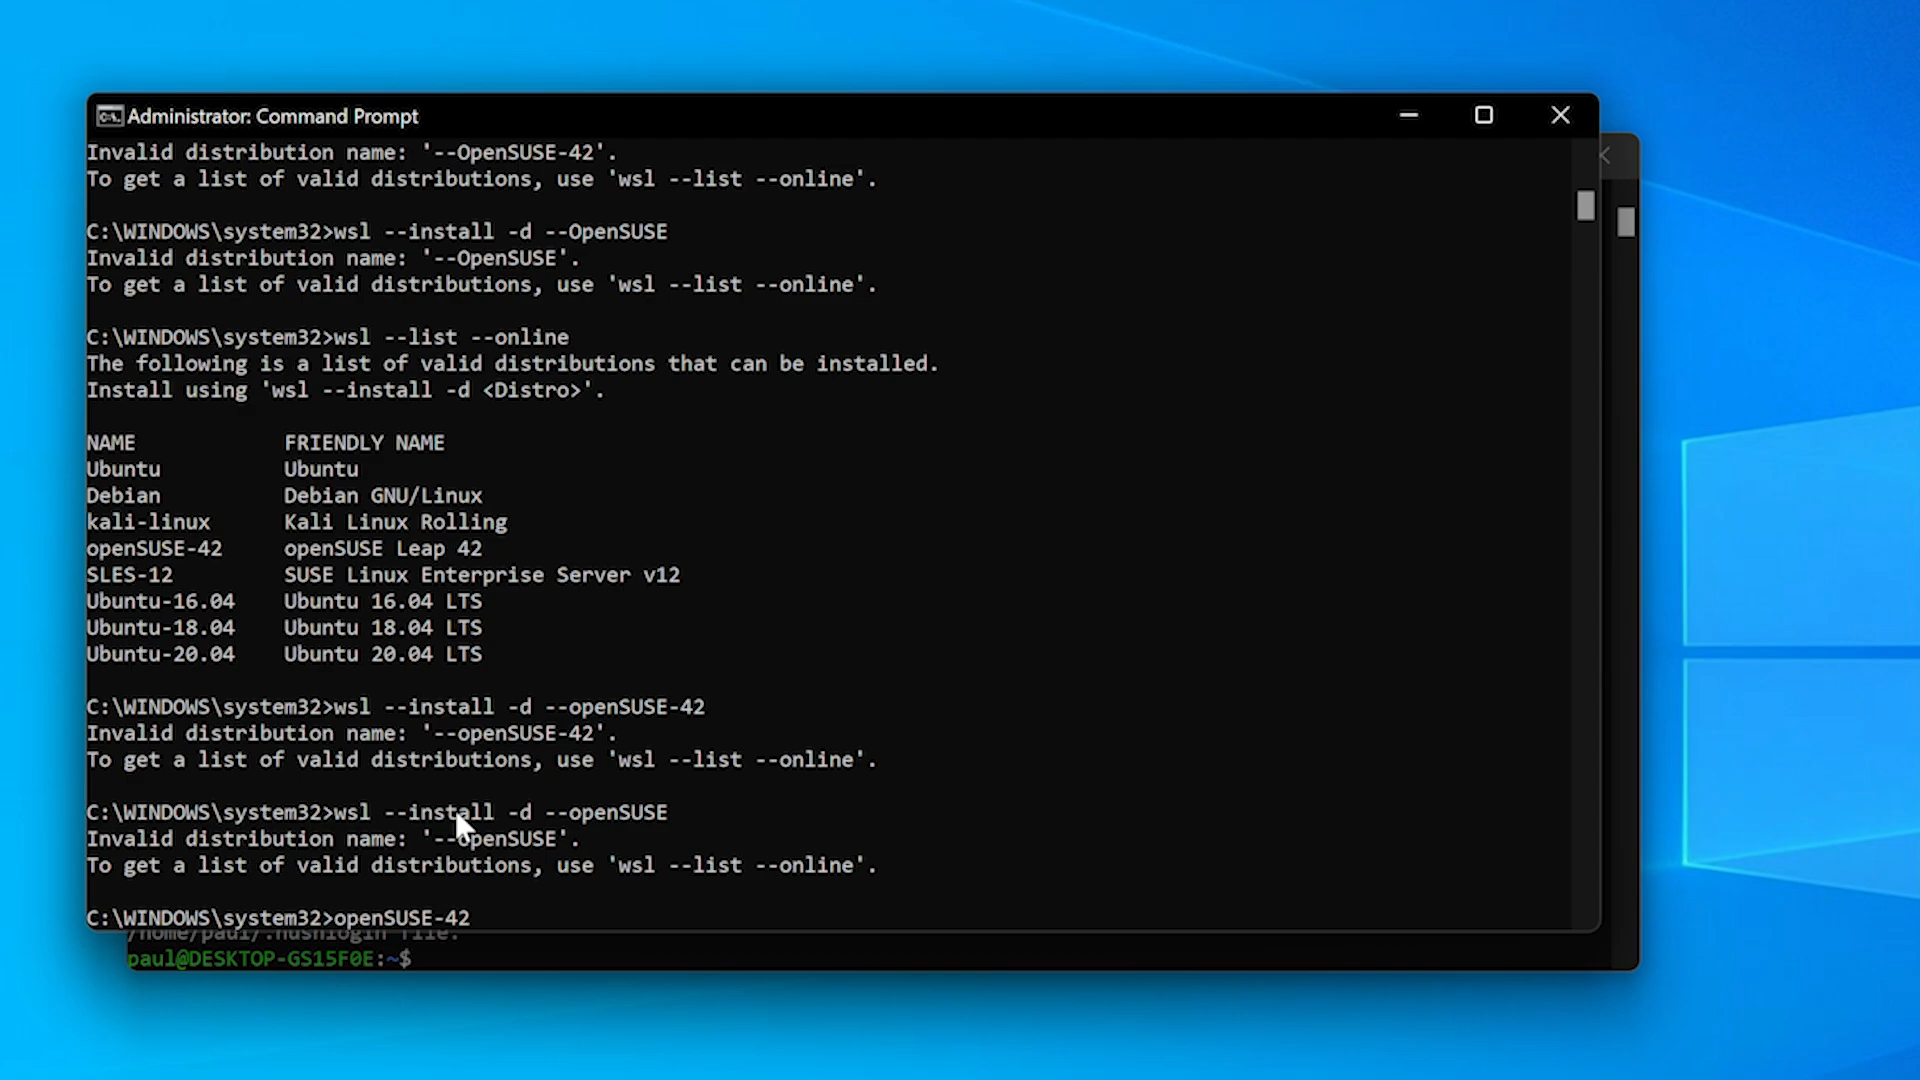 Administrator: Command Prompt
Invalid distribution name: '--OpenSUSE-42'.
To get a list of valid distributions, use 'wsl --list --online'.
C:\WINDOWS\system32>wsl --install -d --OpenSUSE
Invalid distribution name: '--OpenSUSE'.
To get a list of valid distributions, use 'wsl --list --online'.
C:\WINDOWS\system32>wsl --list --online
The following is a list of valid distributions that can be installed.
Install using 'wsl --install -d <Distro>'.
NAME FRIENDLY NAME
Ubuntu Ubuntu
Debian Debian GNU/Linux
kali-linux Kali Linux Rolling
openSUSE-42 openSUSE Leap 42
SLES-12 SUSE Linux Enterprise Server v12
Ubuntu-16.04 Ubuntu 16.04 LTS
Ubuntu-18.04 Ubuntu 18.04 LTS
Ubuntu-20.04 Ubuntu 20.04 LTS
C:\WINDOWS\system32>wsl --install -d --openSUSE-42
Invalid distribution name: '--openSUSE-42'.
To get a list of valid distributions, use 'wsl --list --online'.
C:\WINDOWS\system32>wsl --install -d --openSUSE
Invalid distribution name: '--openSUSE'.
To get a list of valid distributions, use 'wsl --list --online'.
C:\WINDOWS\system32>openSUSE-42
/home/paul/.hushlogin file.
paul@DESKTOP-GS15F0E:~$